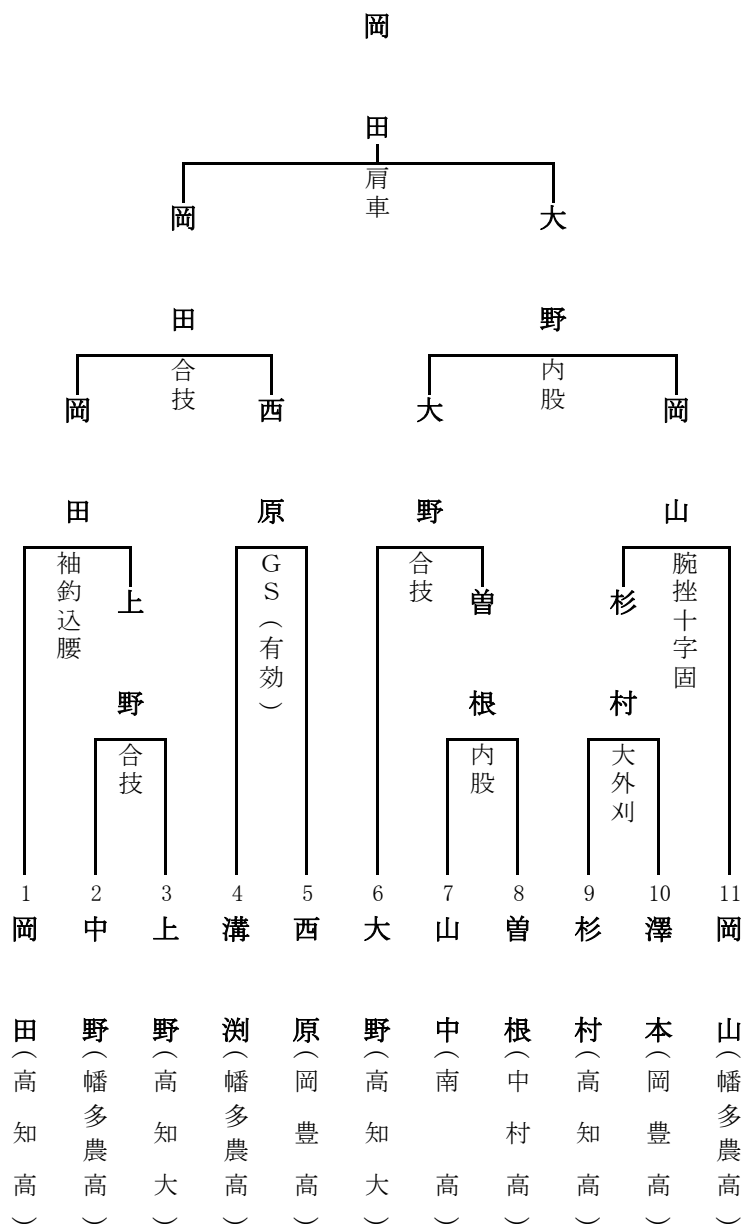 岡田
肩車
岡田
大野
合技
内股
岡田
西原
大野
岡山
袖釣込腰
GS(有効)
合技
腕挫十字固
上野
曽根
杉村
合技
内股
大外刈
1 岡田(高知高)
2 中野(幡多農高)
3 上野(高知大)
4 溝渕(幡多農高)
5 西原(岡豊高)
6 大野(高知大)
7 山中(南高)
8 曽根(中村高)
9 杉村(高知高)
10 澤本(岡豊高)
11 岡山(幡多農高)